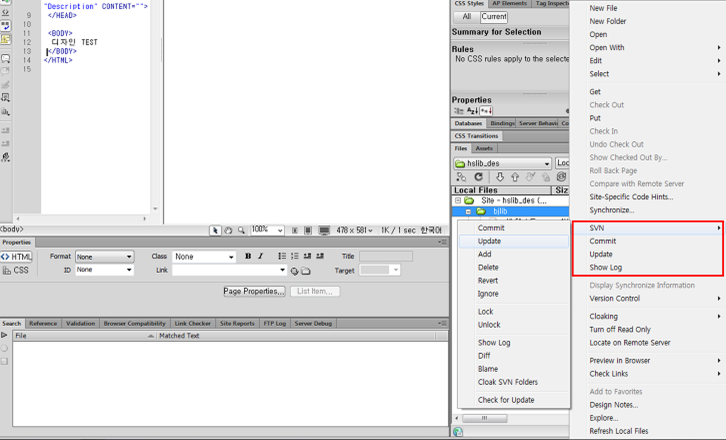 "Description" CONTENT="">
9 </HEAD>
10
11 <BODY>
12 디자인 TEST
13 </BODY>
14 </HTML>
15
<body>
100%
478 x 581
1K / 1 sec 한국어
Properties
HTML
CSS
Format None
ID None
Class None
Link
B I
Title
Target
Page Properties...
List Item...
Search
Reference
Validation
Browser Compatibility
Link Checker
Site Reports
FTP Log
Server Debug
File
Matched Text
CSS Styles
AP Elements
Tag Inspecto
All
Current
Summary for Selection
Rules
No CSS rules apply to the selecte
Properties
Databases
Bindings
Server Behavi
Co
CSS Transitions
Files
Assets
hslib_des
Loc
Local Files
Siz
Site - hslib_des (...
bjlib
Commit
Update
Add
Delete
Revert
Ignore
Lock
Unlock
Show Log
Diff
Blame
Cloak SVN Folders
Check for Update
New File
New Folder
Open
Open With
Edit
Select
Get
Check Out
Put
Check In
Undo Check Out
Show Checked Out By...
Roll Back Page
Compare with Remote Server
Site-Specific Code Hints...
Synchronize...
SVN
Commit
Update
Show Log
Display Synchronize Information
Version Control
Cloaking
Turn off Read Only
Locate on Remote Server
Preview in Browser
Check Links
Add to Favorites
Design Notes...
Explore...
Refresh Local Files